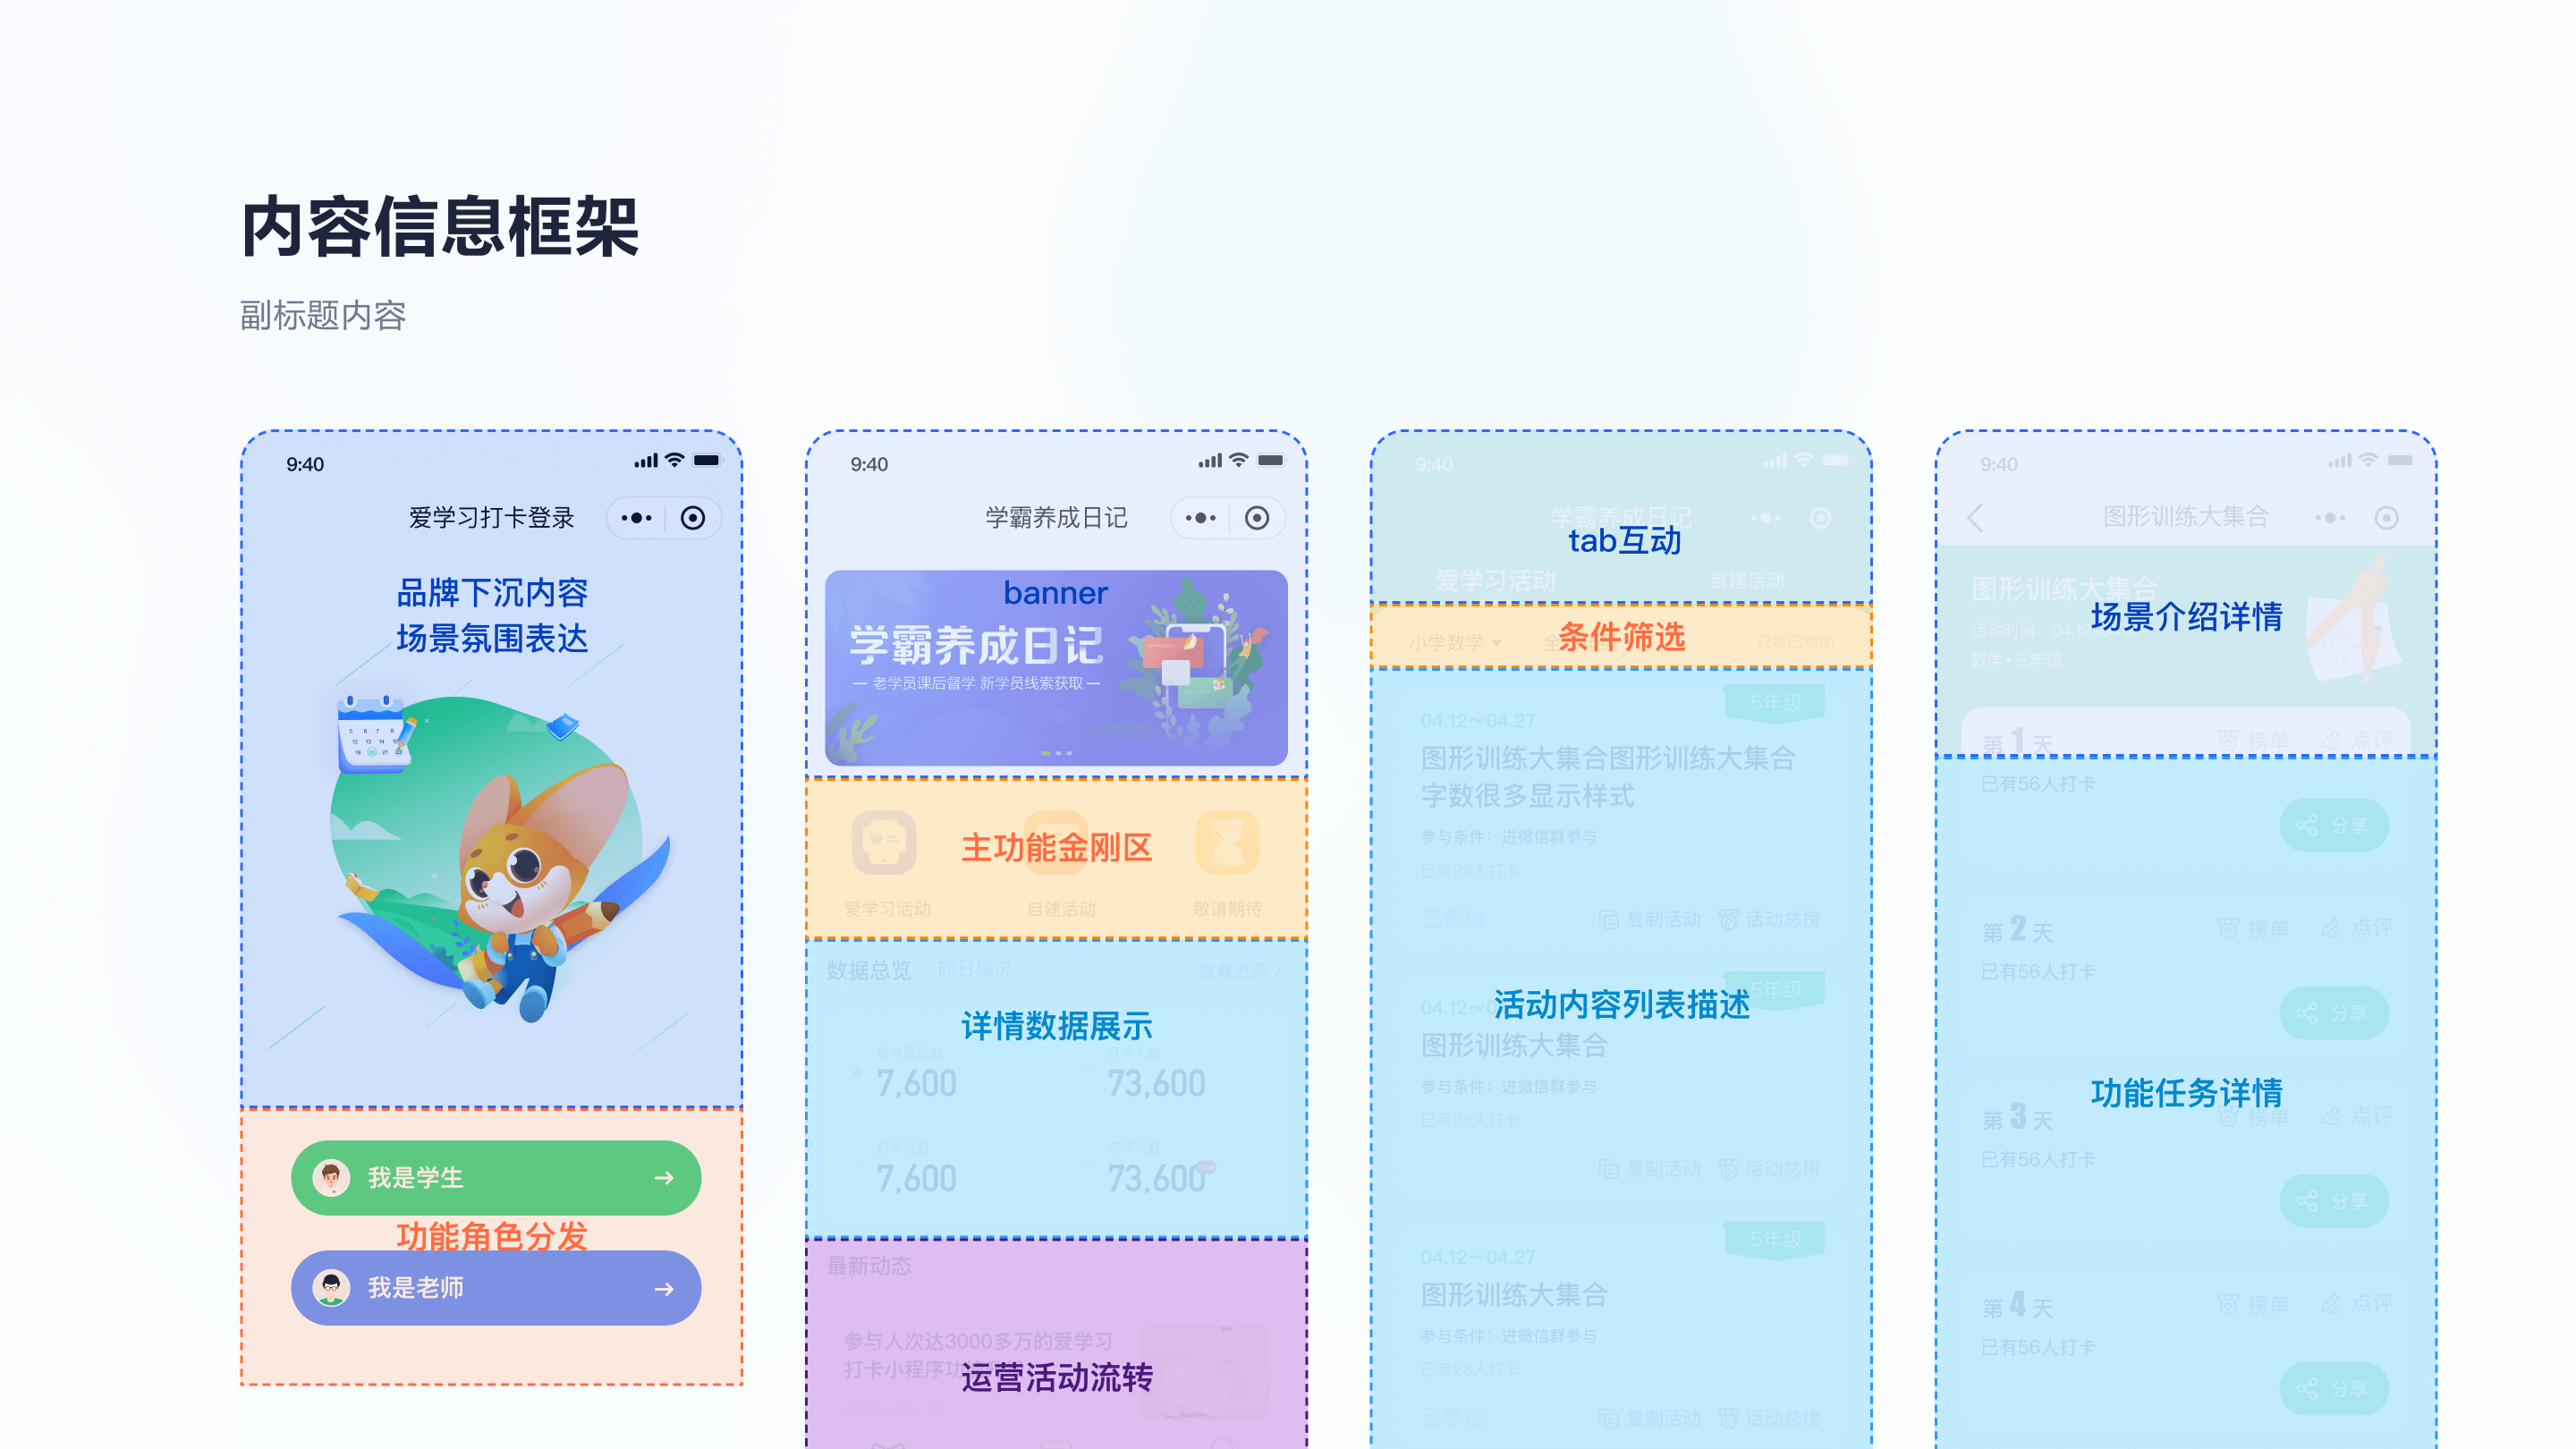 内容信息框架
副标题内容
9:40
爱学习打卡登录
品牌下沉内容
场景氛围表达
我是学生
功能角色分发
我是老师
9:40
学霸养成日记
banner
学霸养成日记
老学员课后督学 新学员线索获取
主功能金刚区
爱学习活动
自建活动
敬请期待
数据总览 昨日概况 查看更多
详情数据展示
参与活动数
打卡人数
7,600
73,600
打卡次数
点评次数
7,600
73,600
最新动态
参与人次达3000多万的爱学习
打卡小程序功
运营活动流转
2019-08-15
9:40
学霸养成日记
tab互动
爱学习活动
自建活动
小学数学
条件筛选
只看已参加
5年级
04.12~04.27
图形训练大集合图形训练大集合
字数很多显示样式
参与条件：进微信群参与
已有28人打卡
已参加 复制活动 活动总榜
5年级
活动内容列表描述
图形训练大集合
参与条件：进微信群参与
已有28人打卡
复制活动 活动总榜
5年级
04.12~04.27
图形训练大集合
参与条件：进微信群参与
已有28人打卡
已参加 复制活动 活动总榜
9:40
图形训练大集合
图形训练大集合
场景介绍详情
活动时间：04.12
数学·三年级
第 1 天 榜单 点评
已有56人打卡
分享
第 2 天 榜单 点评
已有56人打卡
分享
功能任务详情
第 3 天 榜单 点评
已有56人打卡
分享
第 4 天 榜单 点评
已有56人打卡
分享